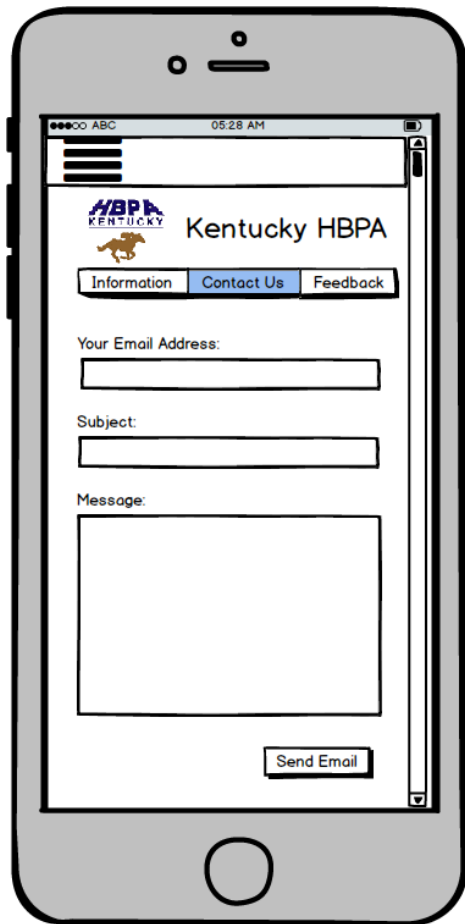 ABC 05:28 AM
HBPA
KENTUCKY
Kentucky HBPA
Information Contact Us Feedback
Your Email Address:
Subject:
Message:
Send Email